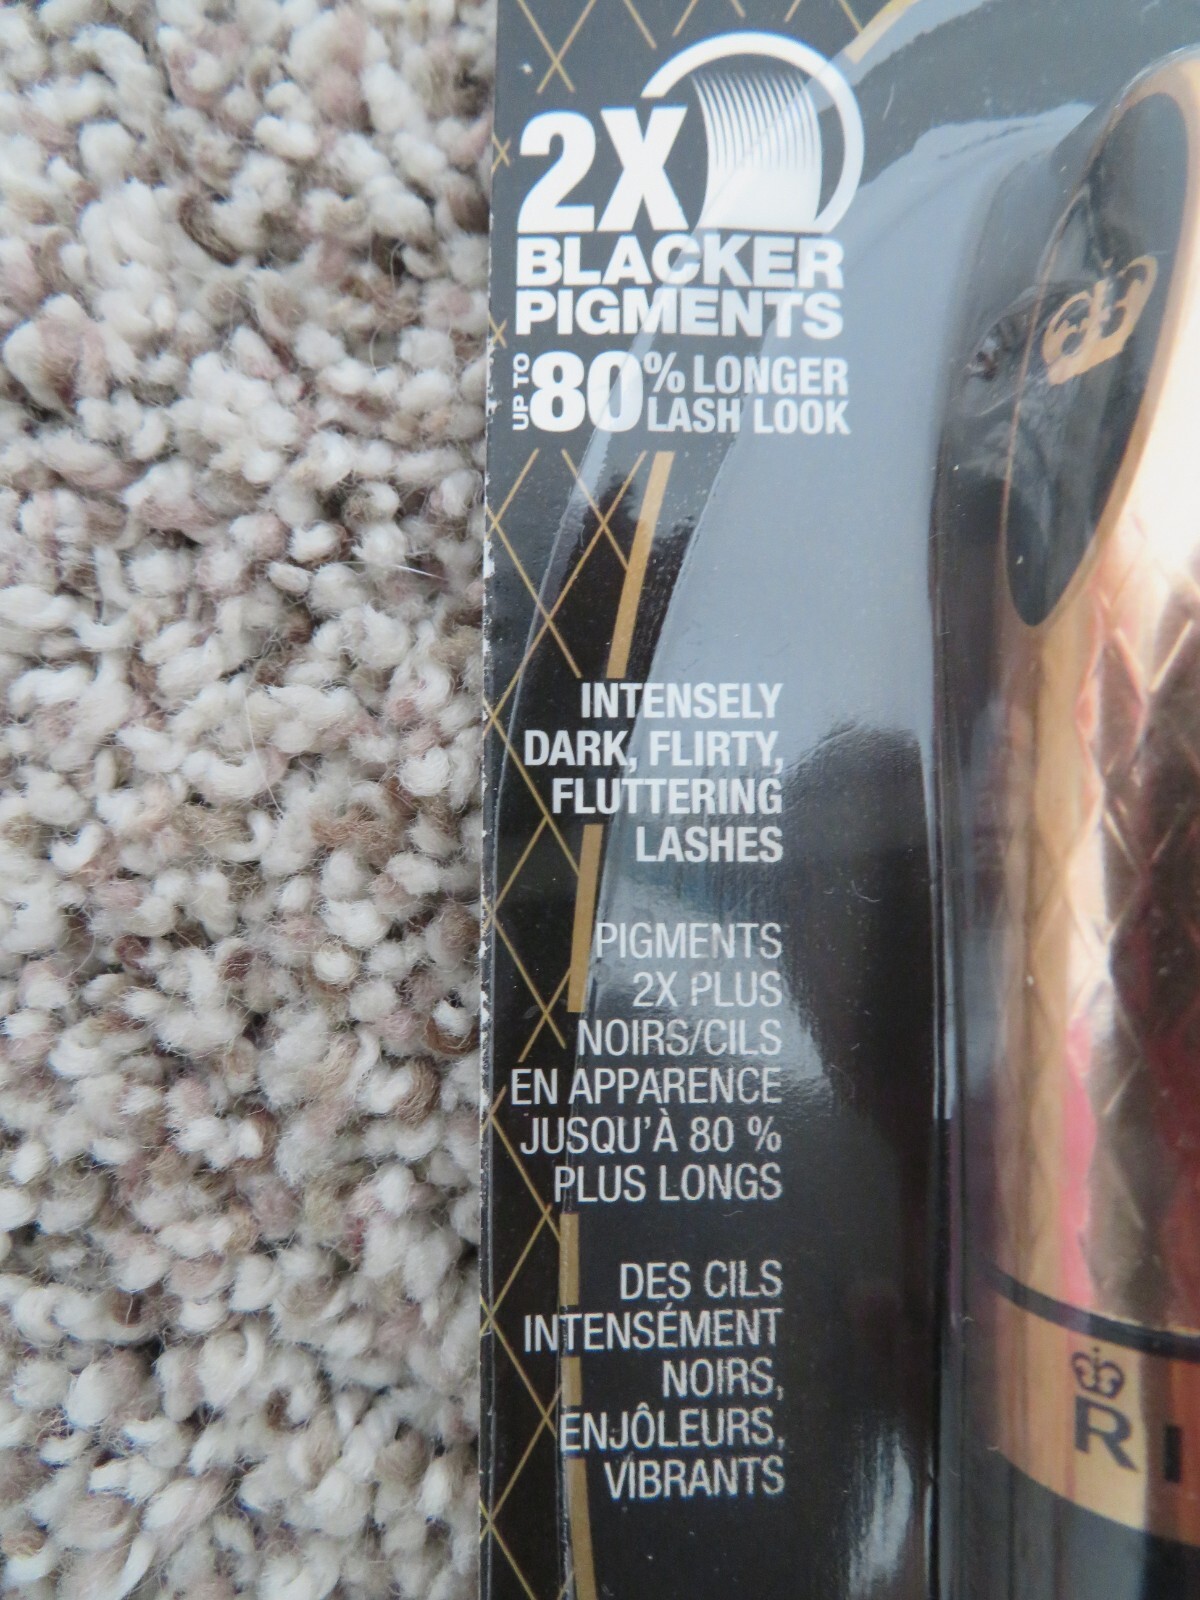 2X
BLACKER
PIGMENTS
UP TO 80% LONGER
LASH LOOK
INTENSELY
DARK, FLIRTY,
FLUTTERING
LASHES
PIGMENTS
2X PLUS
NOIRS/CILS
EN APPARENCE
JUSQU'À 80 %
PLUS LONGS
DES CILS
INTENSÉMENT
NOIRS,
ENJÔLEURS,
VIBRANTS
RI